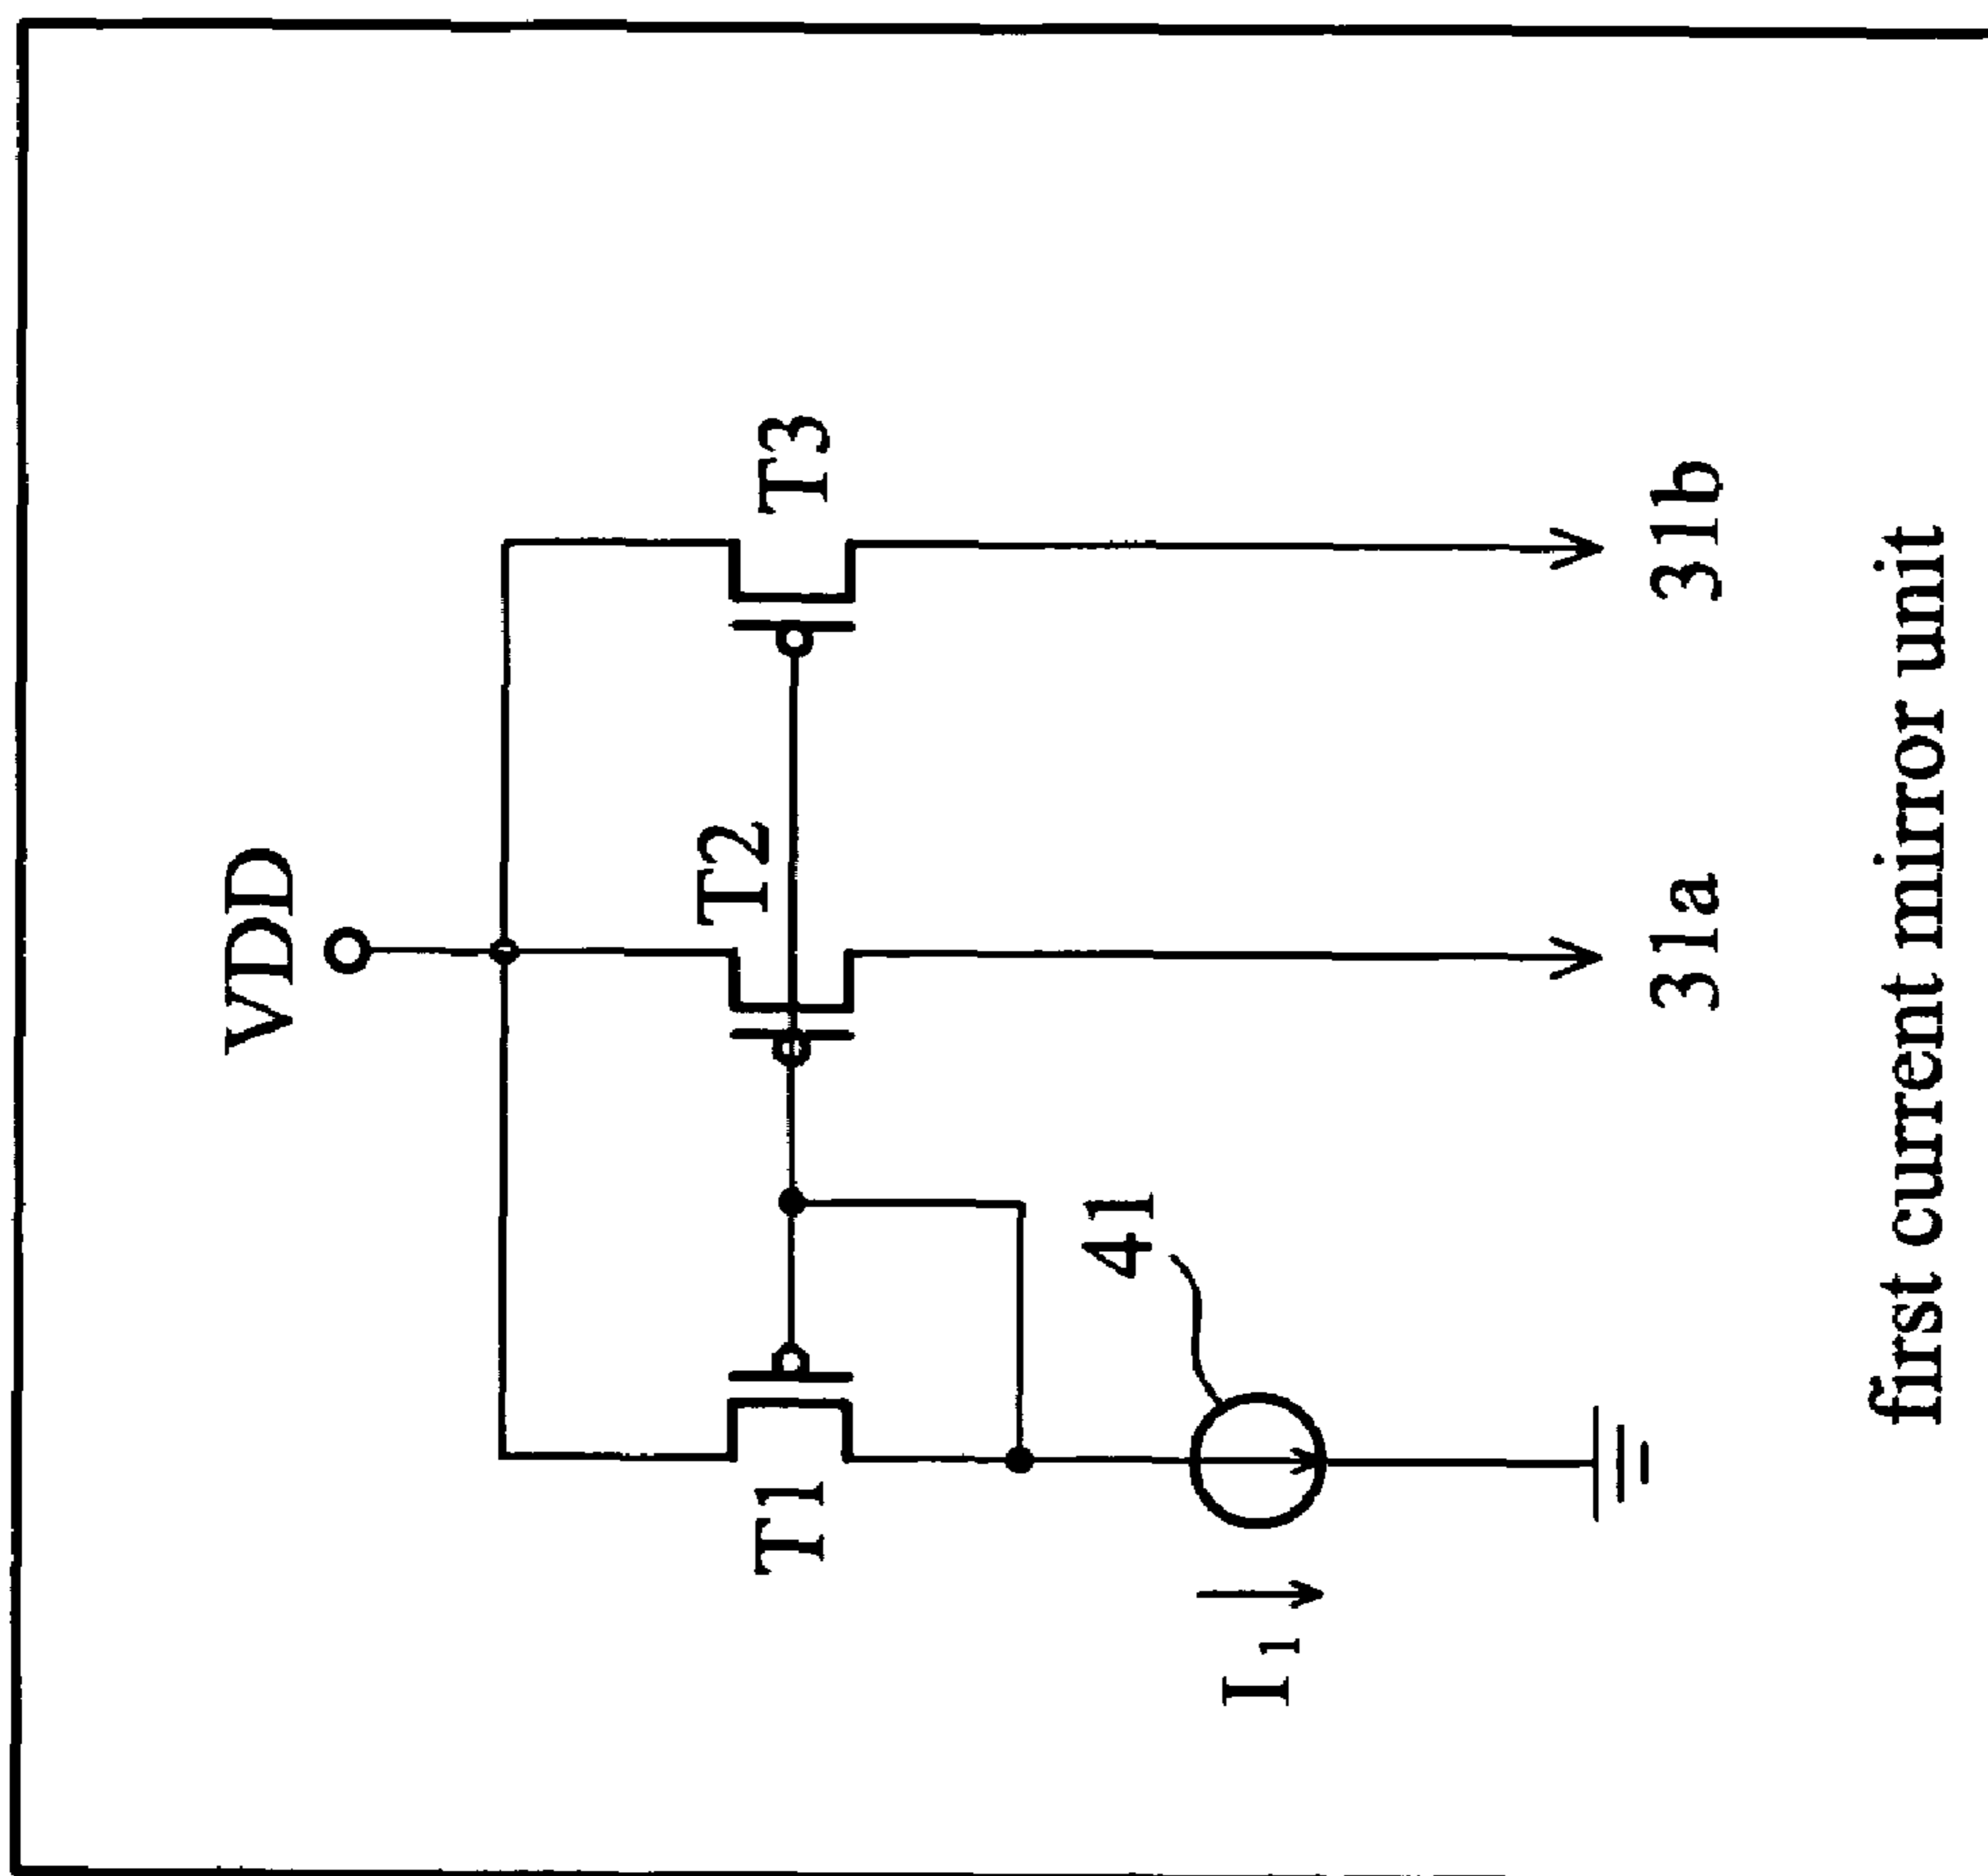 VDD
T1
T2
T3
41
I1
31a
31b
first current mirror unit